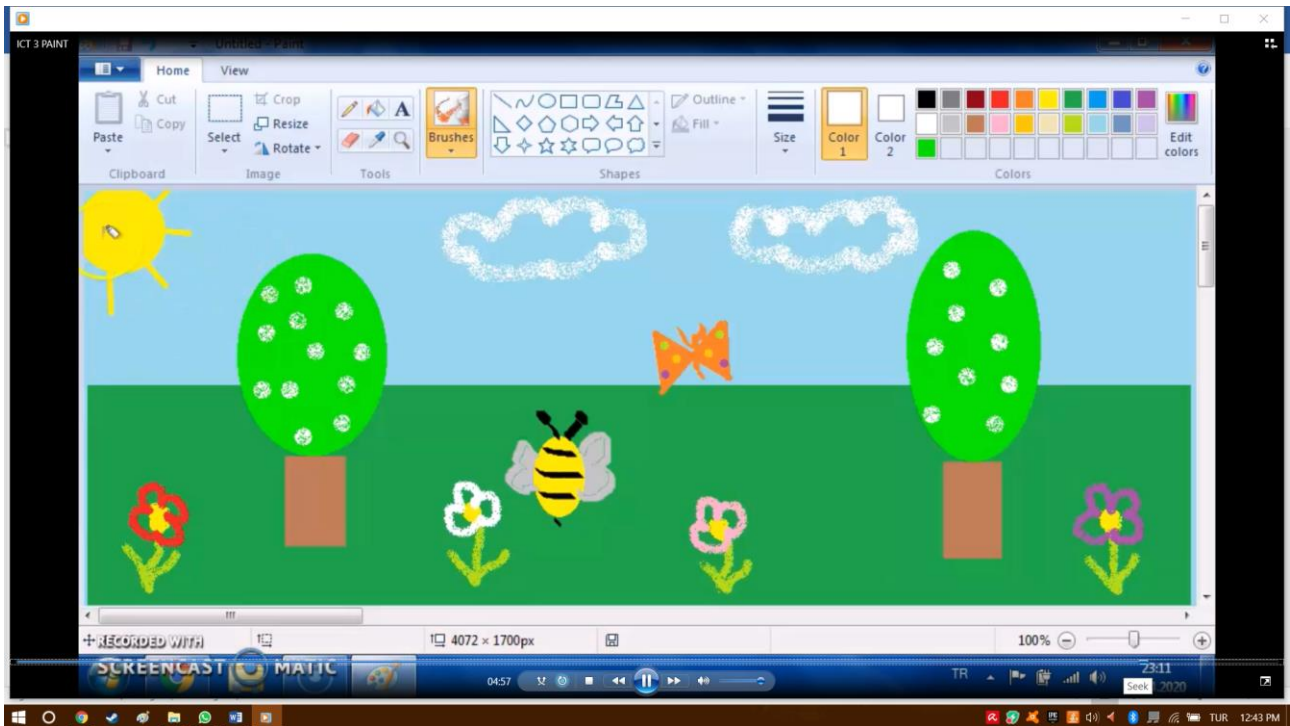 ICT 3 PAINT
Untitled - Paint
Home View
Paste
Cut
Copy
Clipboard
Select
Crop
Resize
Rotate
Image
A
Tools
Brushes
Outline
Fill
Shapes
Size
Color 1
Color 2
Edit colors
Colors
RECORDED WITH
SCREENCAST MATIC
4072 × 1700px
100%
04:57
TR
23:11
Seek
2020
TUR 12:43 PM